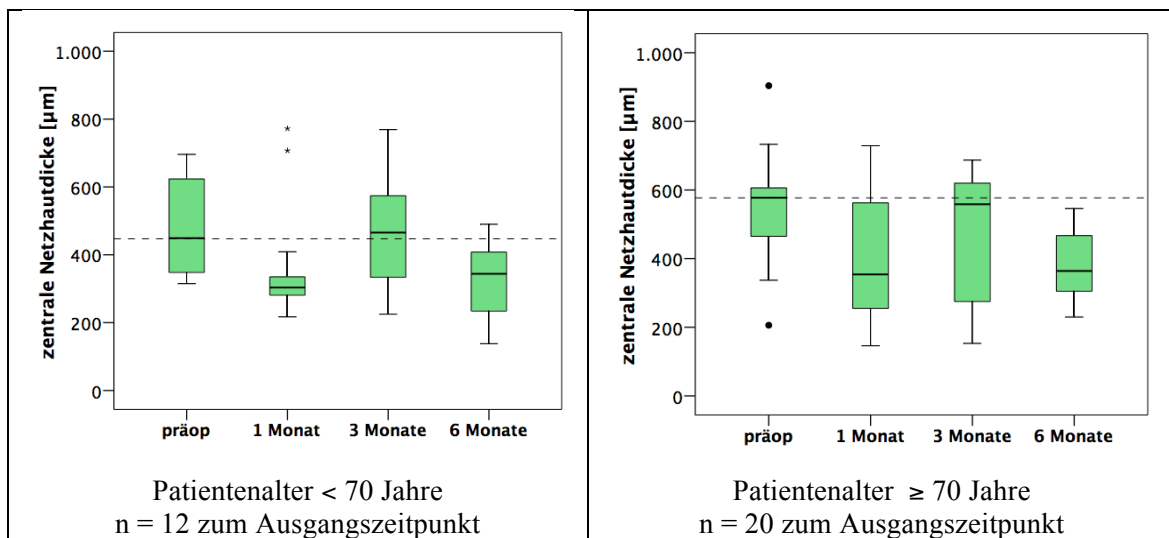 zentrale Netzhautdicke [µm]
1.000
800
600
400
200
0
präop 1 Monat 3 Monate 6 Monate
Patientenalter < 70 Jahre
n = 12 zum Ausgangszeitpunkt
zentrale Netzhautdicke [µm]
1.000
800
600
400
200
0
präop 1 Monat 3 Monate 6 Monate
Patientenalter ≥ 70 Jahre
n = 20 zum Ausgangszeitpunkt